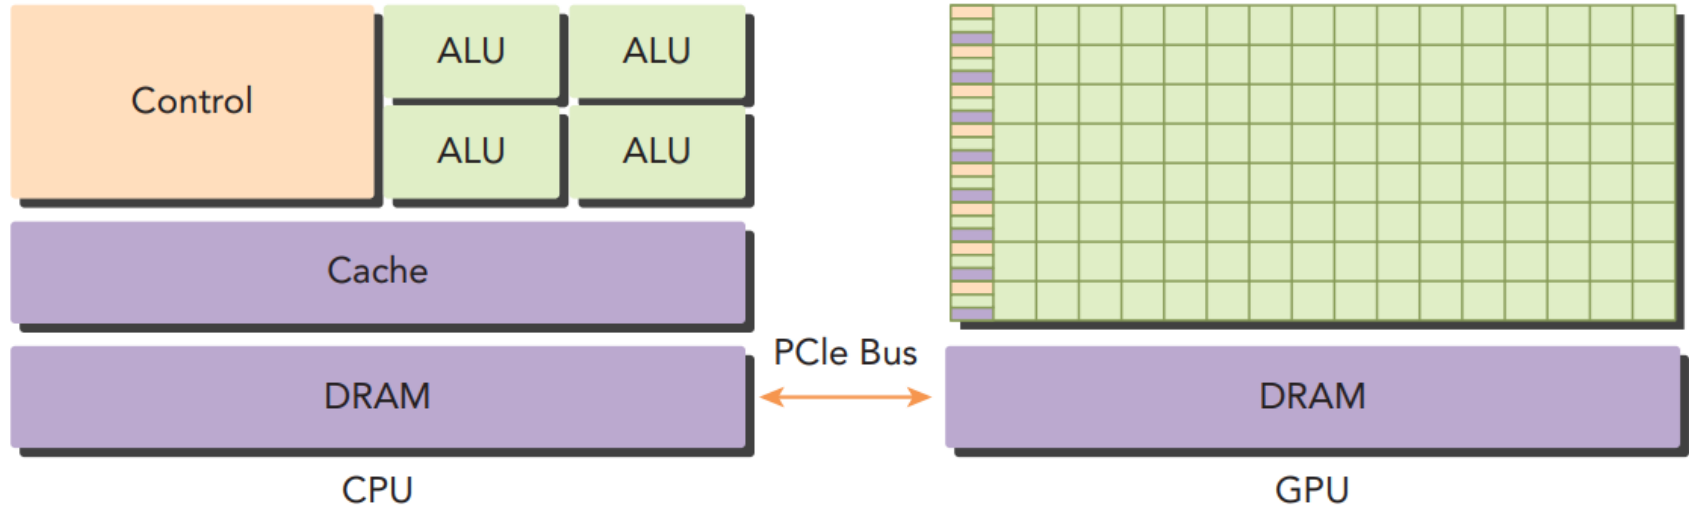 Control
ALU
ALU
ALU
ALU
Cache
DRAM
CPU
PCIe Bus
DRAM
GPU